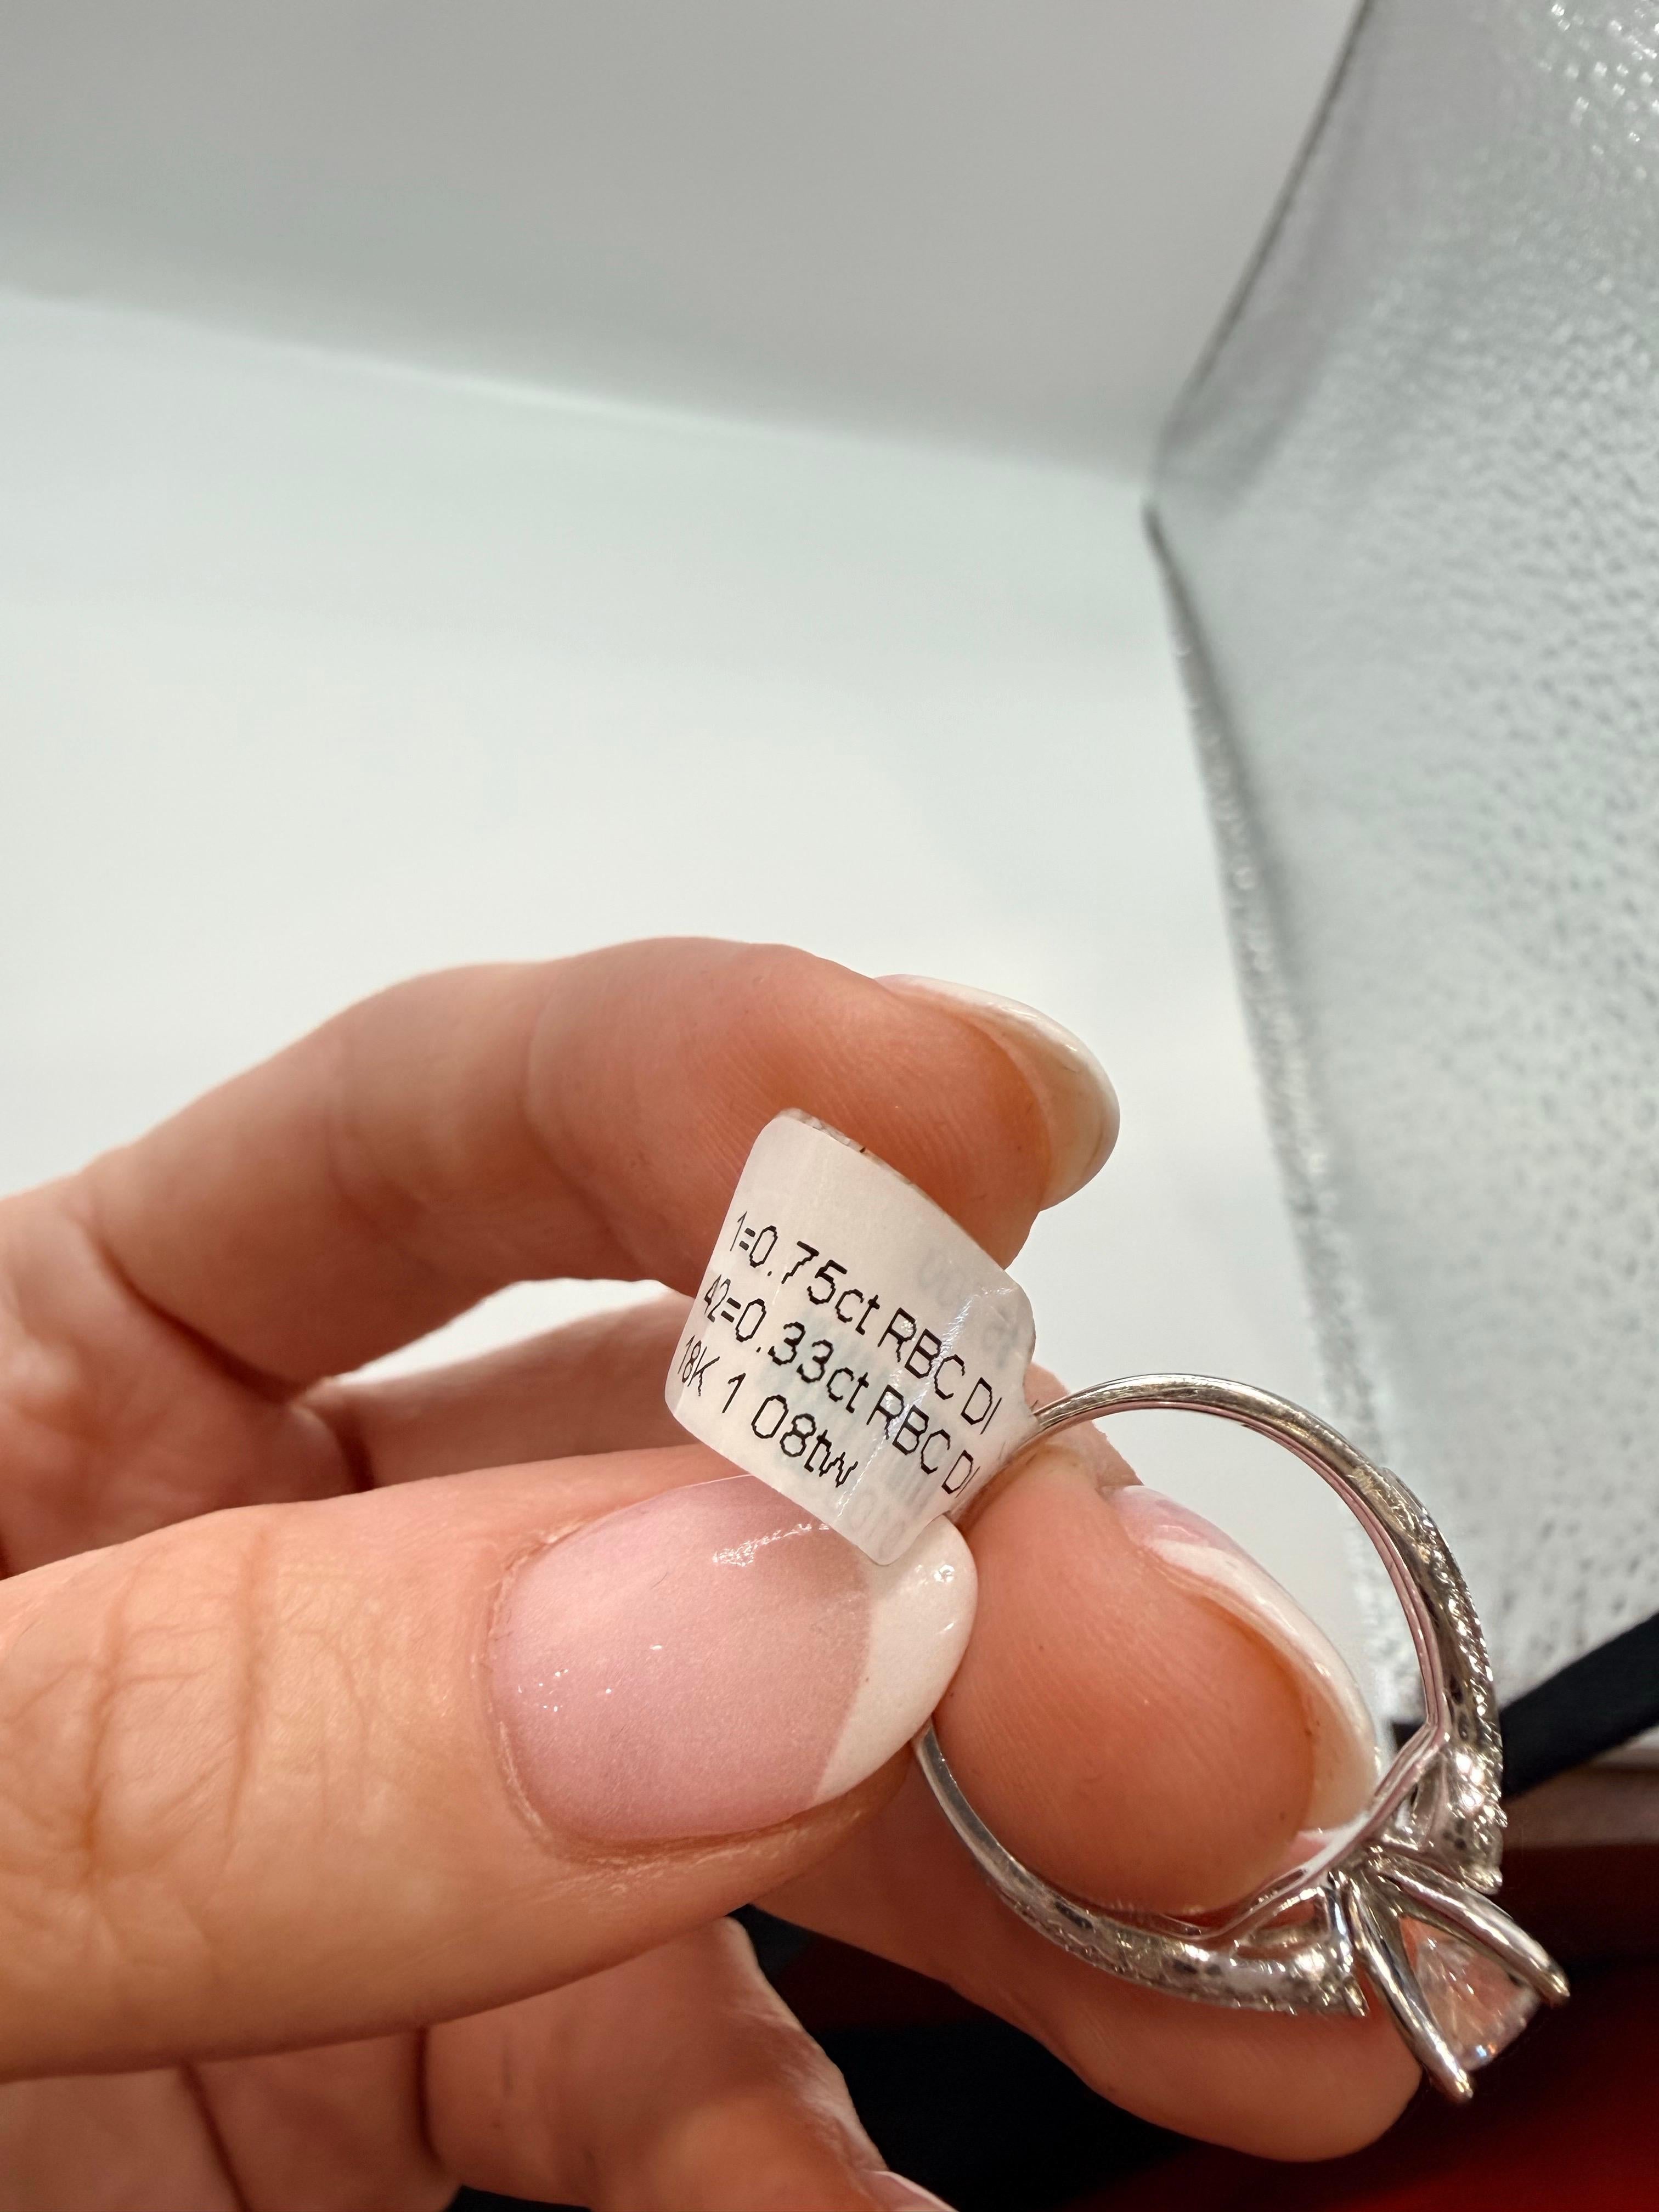 1=0.75ct RBC DI
42=0.33ct RBC DI
18K 1 08tw